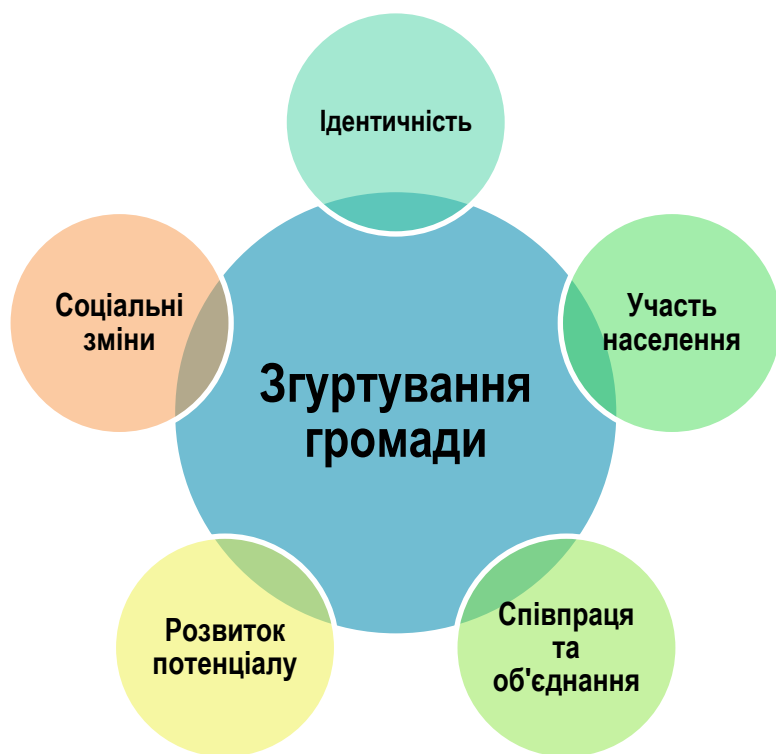 Ідентичність
Соціальні
зміни
Участь
населення
Згуртування
громади
Розвиток
потенціалу
Співпраця
та
об'єднання